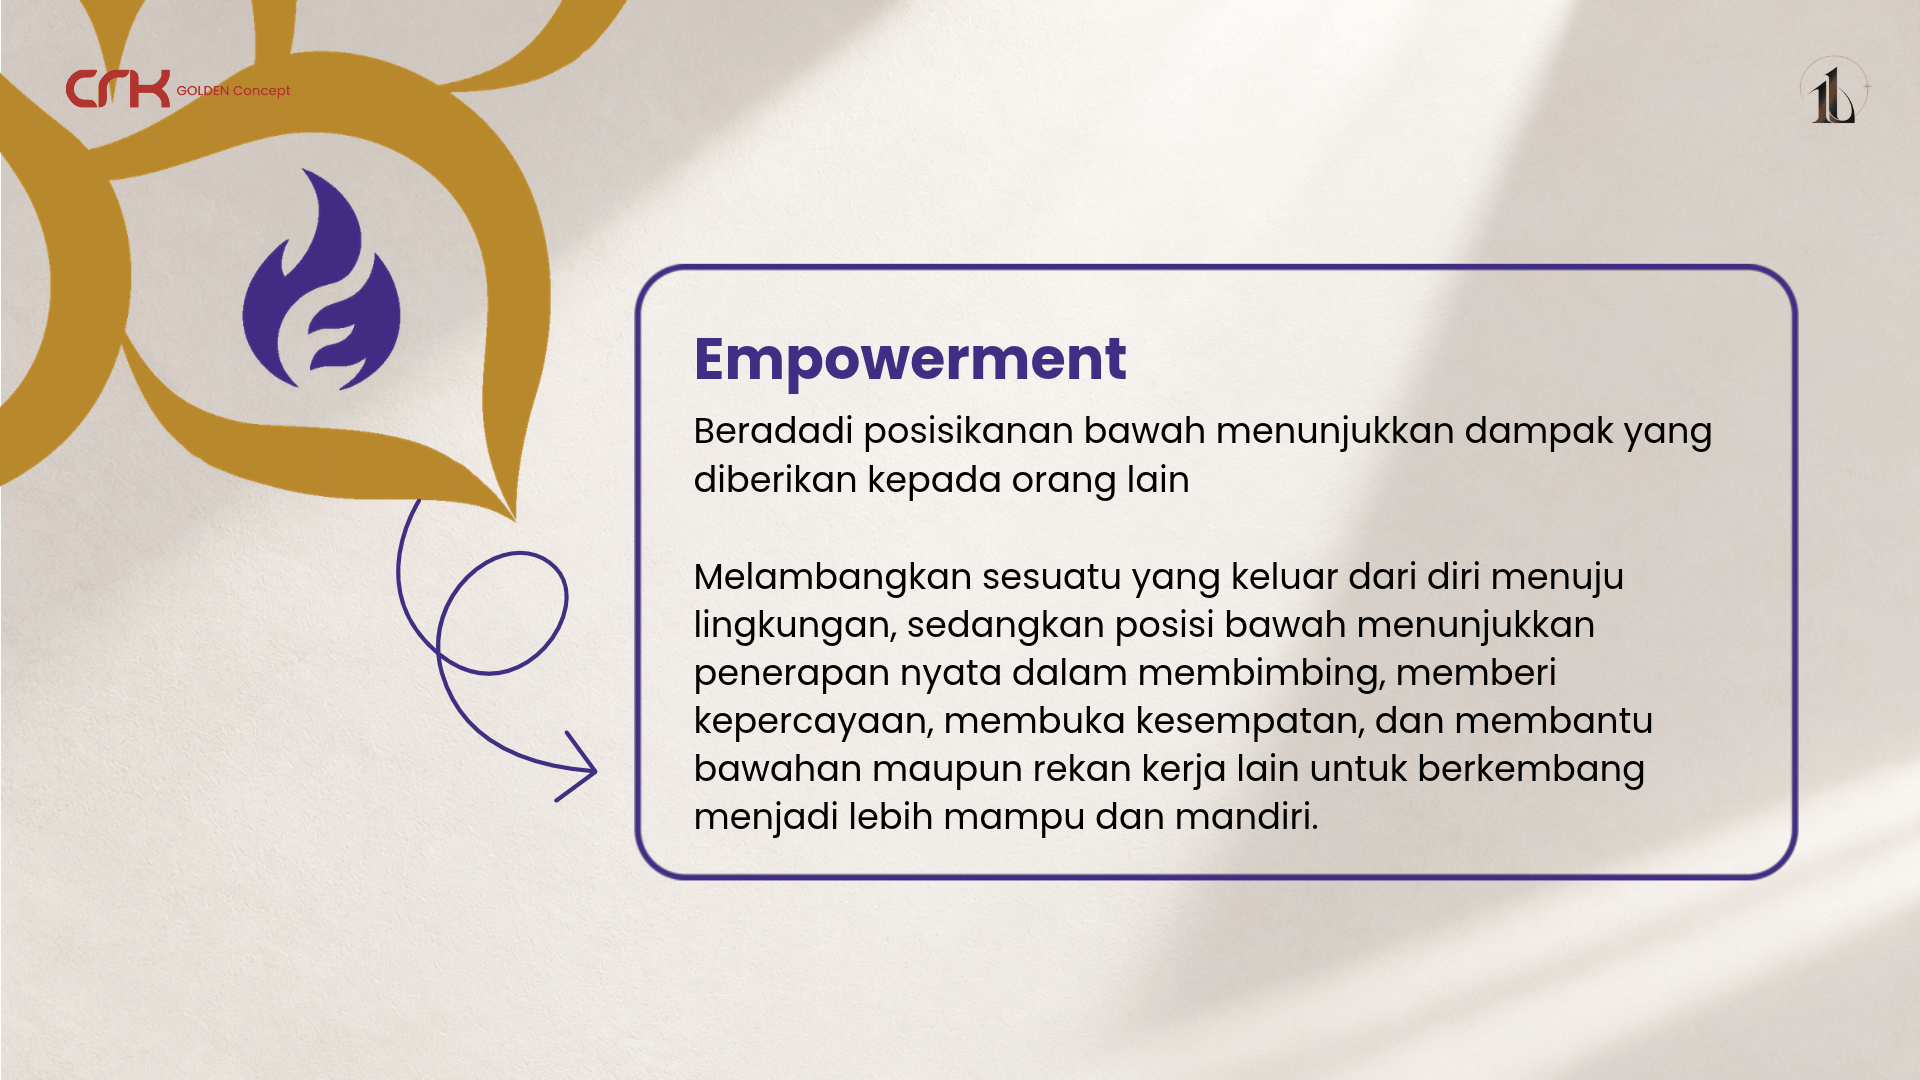 crk GOLDEN Concept
Empowerment
Beradadi posisikanan bawah menunjukkan dampak yang
diberikan kepada orang lain
Melambangkan sesuatu yang keluar dari diri menuju
lingkungan, sedangkan posisi bawah menunjukkan
penerapan nyata dalam membimbing, memberi
kepercayaan, membuka kesempatan, dan membantu
bawahan maupun rekan kerja lain untuk berkembang
menjadi lebih mampu dan mandiri.